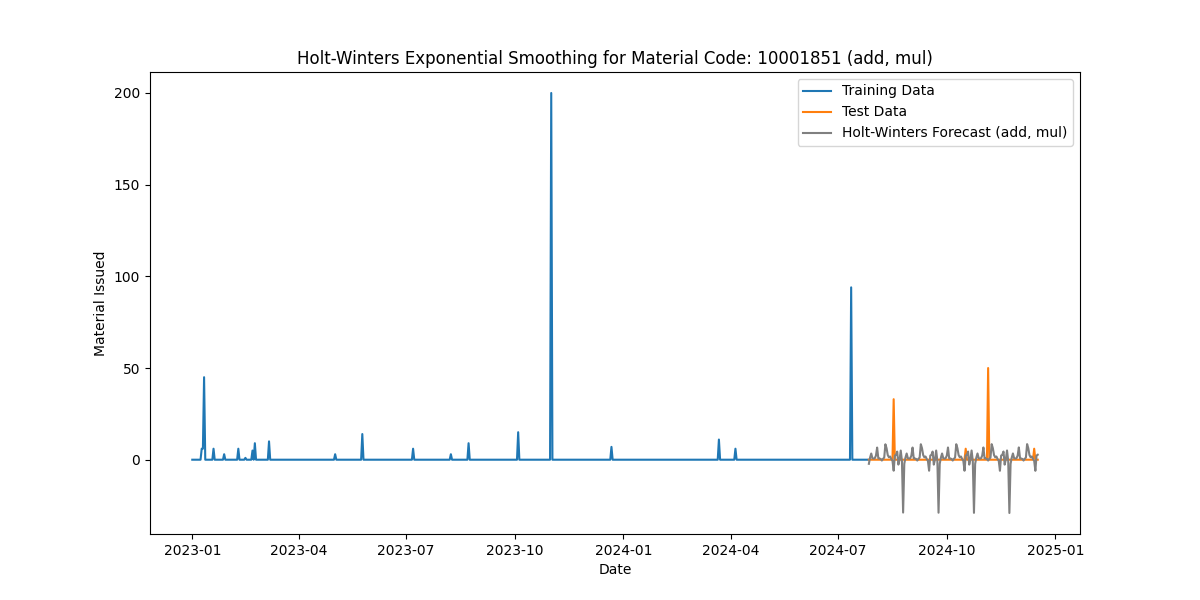 Holt-Winters Exponential Smoothing for Material Code: 10001851 (add, mul)
Training Data
Test Data
Holt-Winters Forecast (add, mul)
Material Issued
200
150
100
50
0
2023-01 2023-04 2023-07 2023-10 2024-01 2024-04 2024-07 2024-10 2025-01
Date